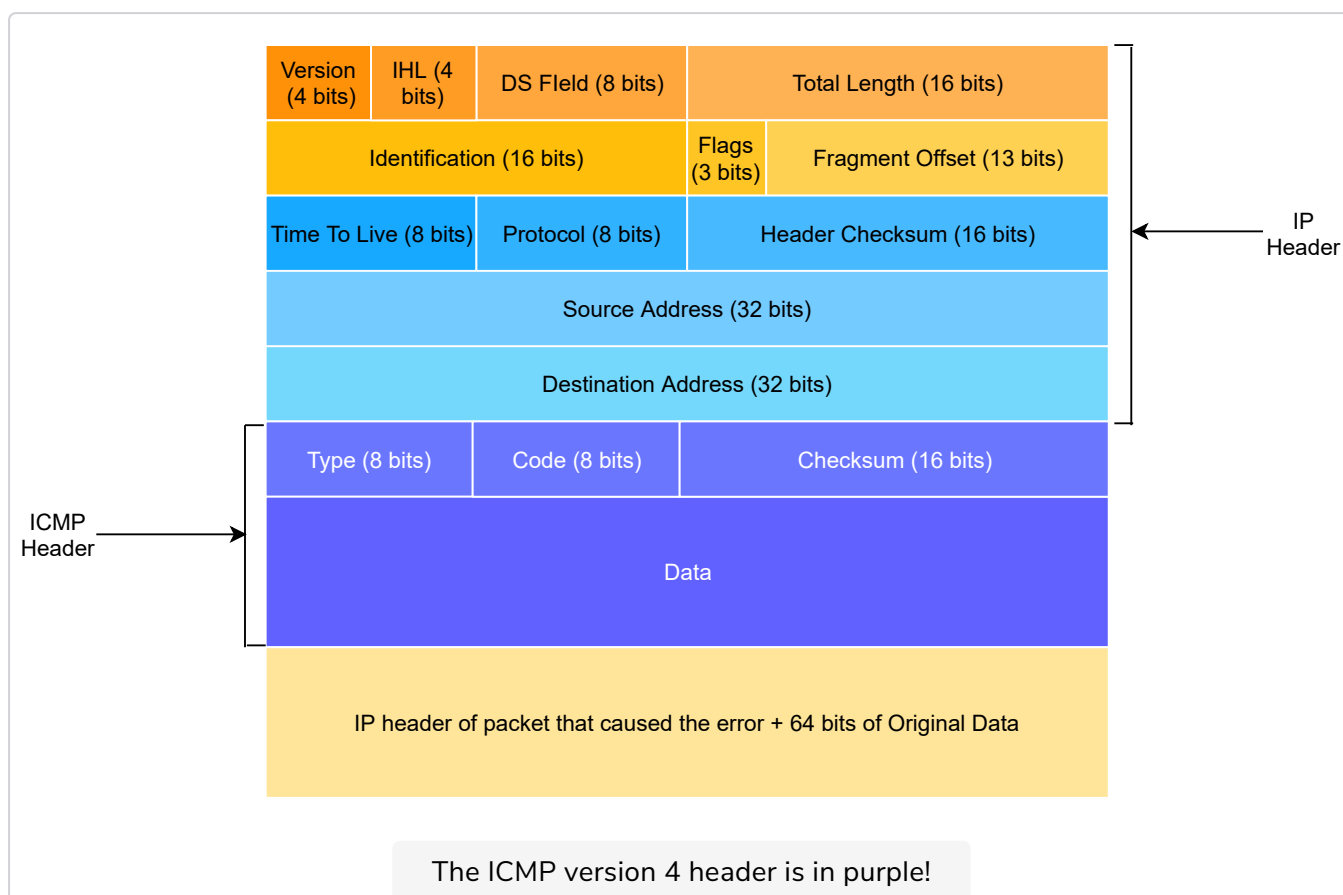 Version
(4 bits)
IHL (4
bits)
DS FIeld (8 bits)
Total Length (16 bits)
Identification (16 bits)
Flags
(3 bits)
Fragment Offset (13 bits)
Time To Live (8 bits)
Protocol (8 bits)
Header Checksum (16 bits)
IP
Header
Source Address (32 bits)
Destination Address (32 bits)
Type (8 bits)
Code (8 bits)
Checksum (16 bits)
ICMP
Header
Data
IP header of packet that caused the error + 64 bits of Original Data
The ICMP version 4 header is in purple!